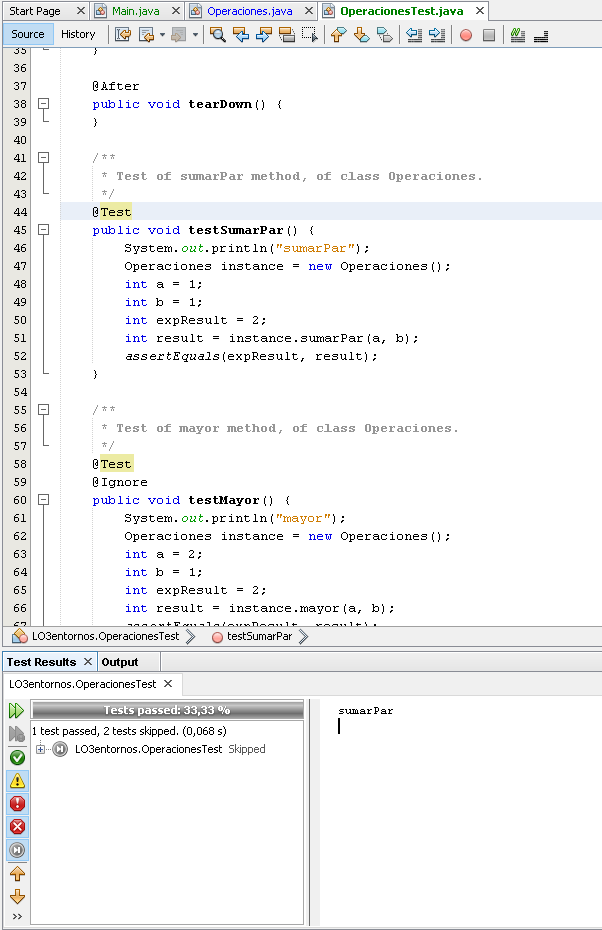 Start Page
Main.java
Operaciones.java
OperacionesTest.java
Source
History
35 }
36
37 @After
38 public void tearDown() {
39 }
40
41 /**
42 * Test of sumarPar method, of class Operaciones.
43 */
44 @Test
45 public void testSumarPar() {
46 System.out.println("sumarPar");
47 Operaciones instance = new Operaciones();
48 int a = 1;
49 int b = 1;
50 int expResult = 2;
51 int result = instance.sumarPar(a, b);
52 assertEquals(expResult, result);
53 }
54
55 /**
56 * Test of mayor method, of class Operaciones.
57 */
58 @Test
59 @Ignore
60 public void testMayor() {
61 System.out.println("mayor");
62 Operaciones instance = new Operaciones();
63 int a = 2;
64 int b = 1;
65 int expResult = 2;
66 int result = instance.mayor(a, b);
67 assertEquals(expResult, result);
LO3entornos.OperacionesTest
testSumarPar
Test Results
Output
LO3entornos.OperacionesTest
Tests passed: 33,33 %
1 test passed, 2 tests skipped. (0,068 s)
LO3entornos.OperacionesTest Skipped
sumarPar